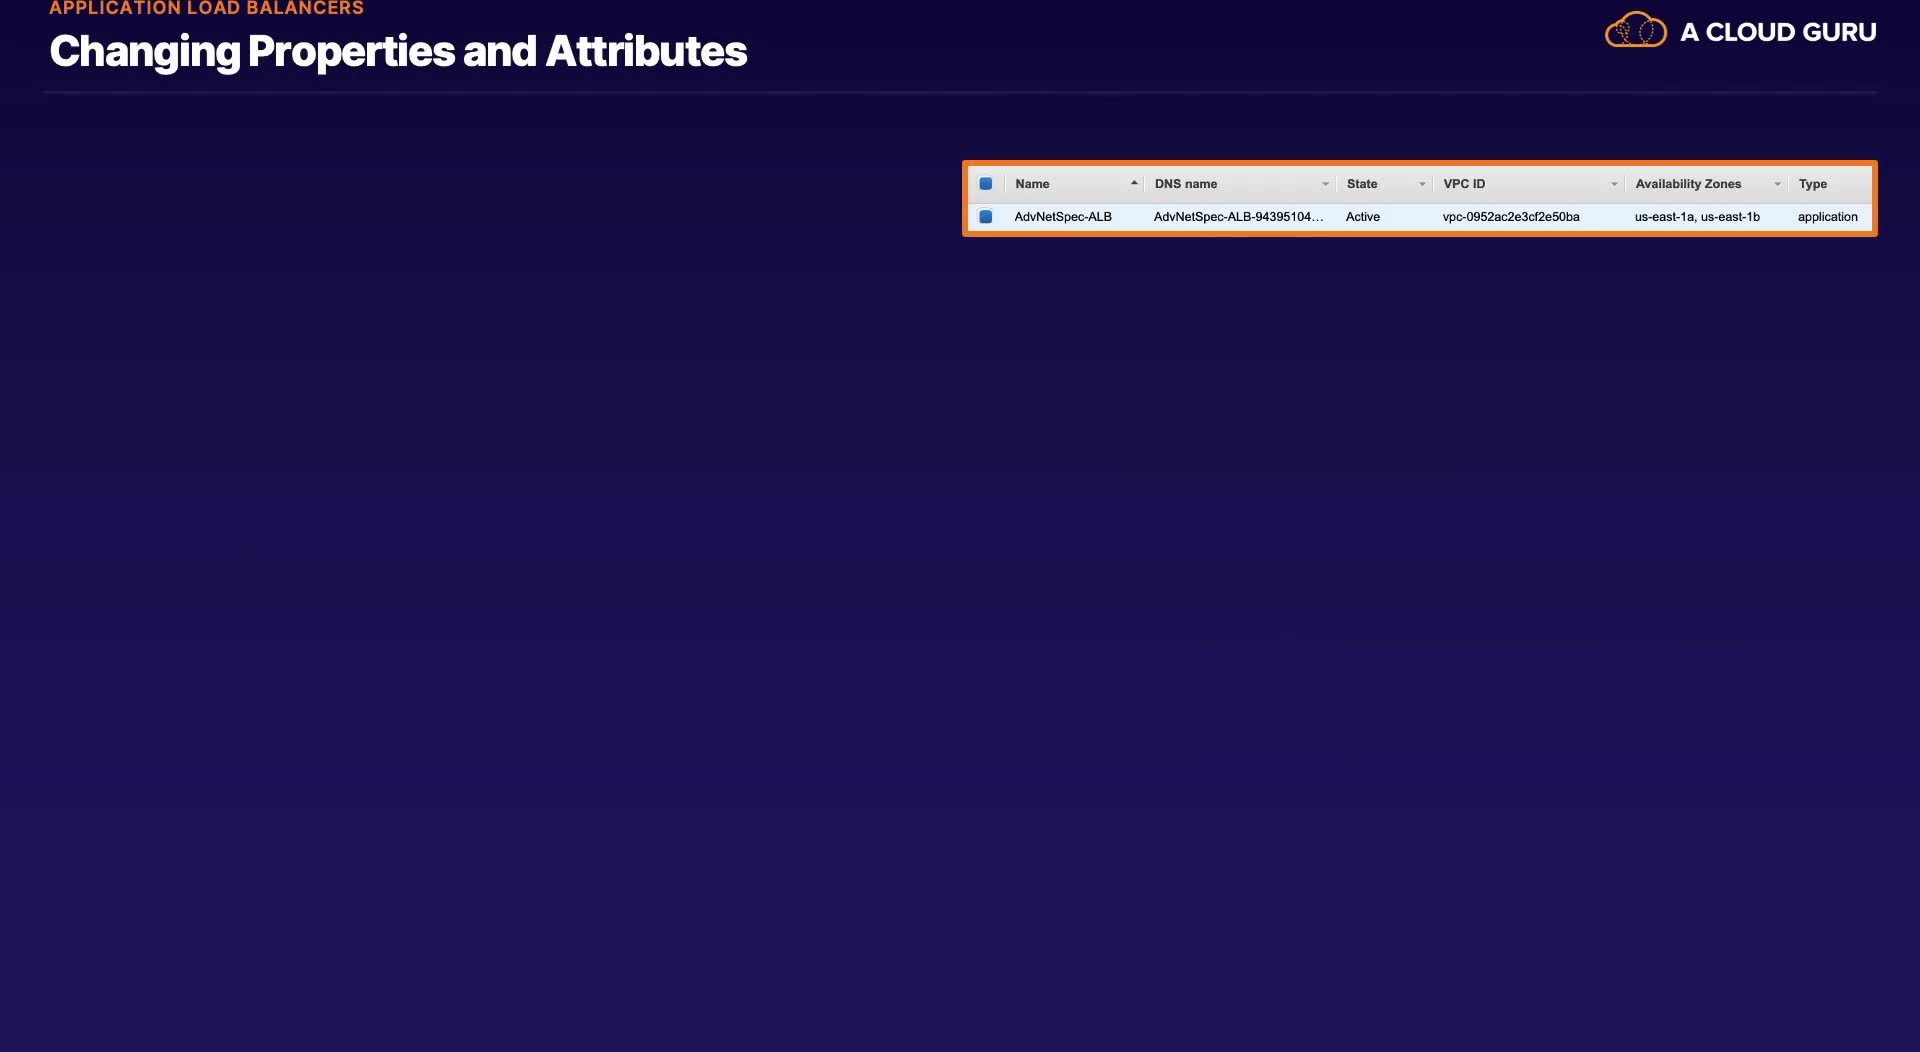 APPLICATION LOAD BALANCERS
Changing Properties and Attributes
A CLOUD GURU
Name DNS name State VPC ID Availability Zones Type
AdvNetSpec-ALB AdvNetSpec-ALB-94395104... Active vpc-0952ac2e3cf2e50ba us-east-1a, us-east-1b application